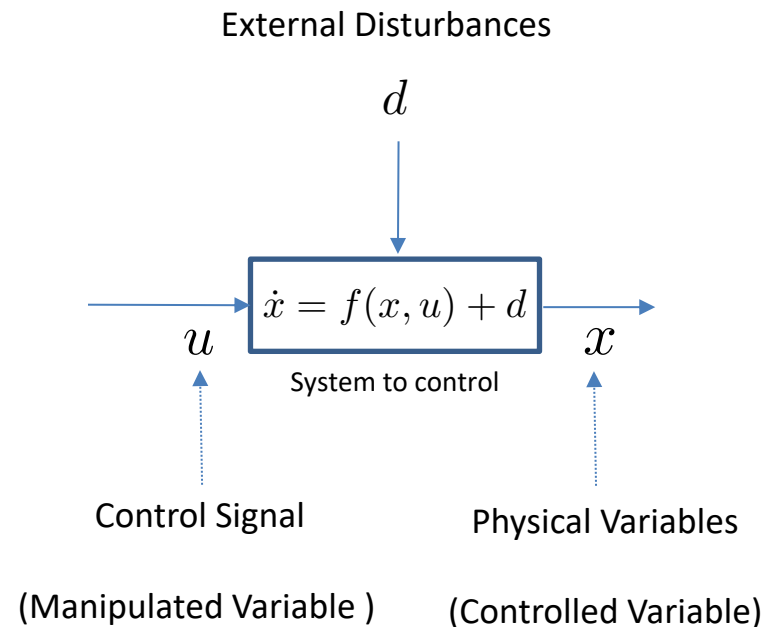 External Disturbances
d
ẋ = f(x, u) + d
u
x
System to control
Control Signal
Physical Variables
(Manipulated Variable )
(Controlled Variable)